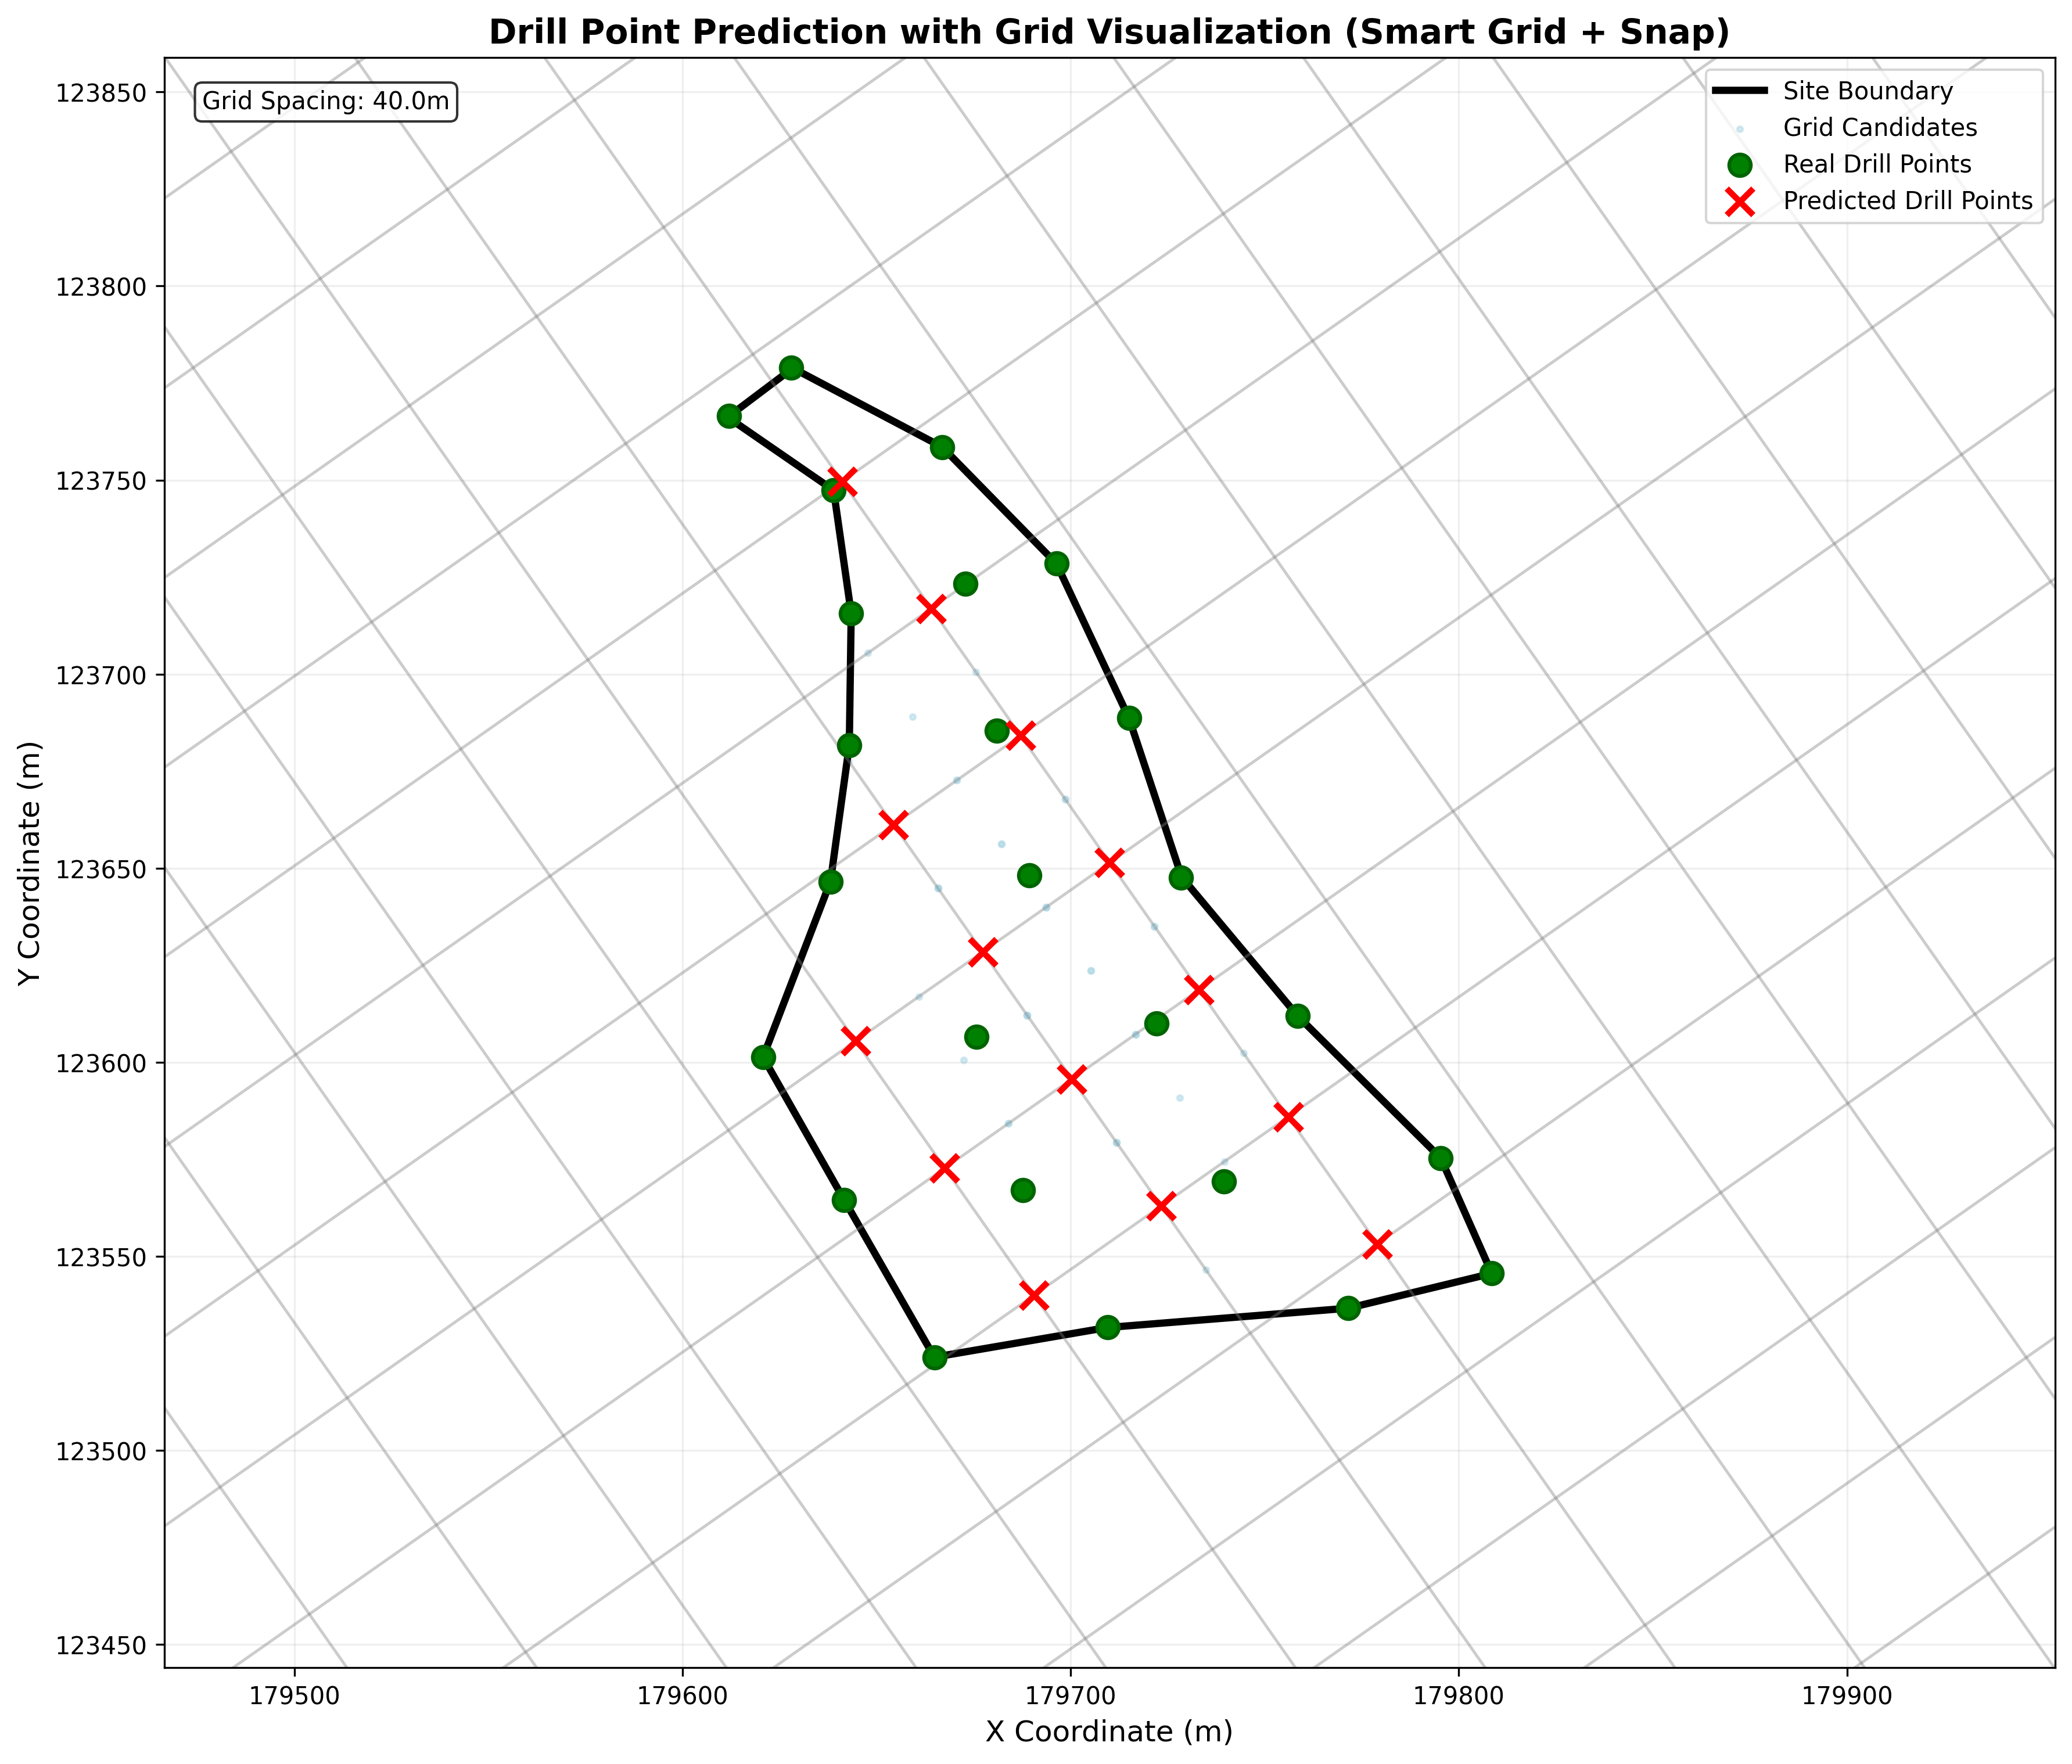 Drill Point Prediction with Grid Visualization (Smart Grid + Snap)
Grid Spacing: 40.0m
Site Boundary
Grid Candidates
Real Drill Points
Predicted Drill Points
Y Coordinate (m)
123850
123800
123750
123700
123650
123600
123550
123500
123450
179500
179600
179700
179800
179900
X Coordinate (m)